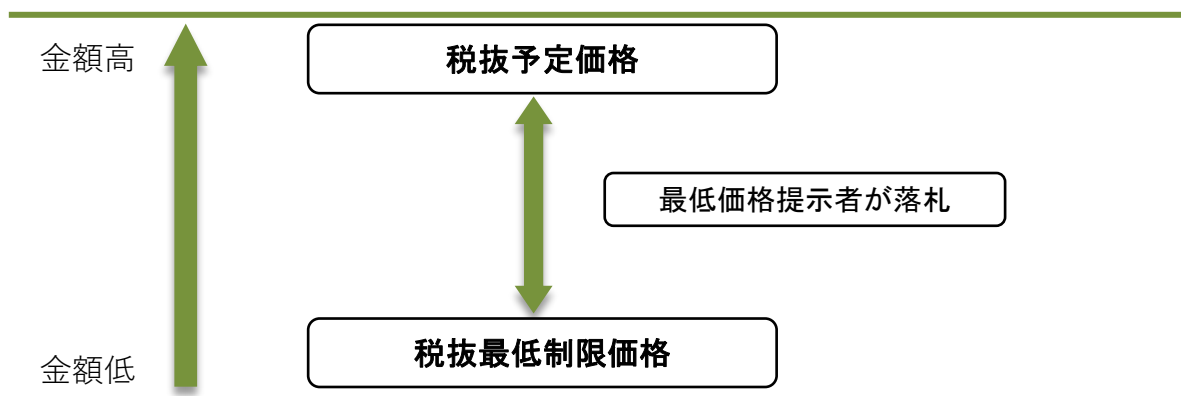 金額高
税抜予定価格
最低価格提示者が落札
税抜最低制限価格
金額低